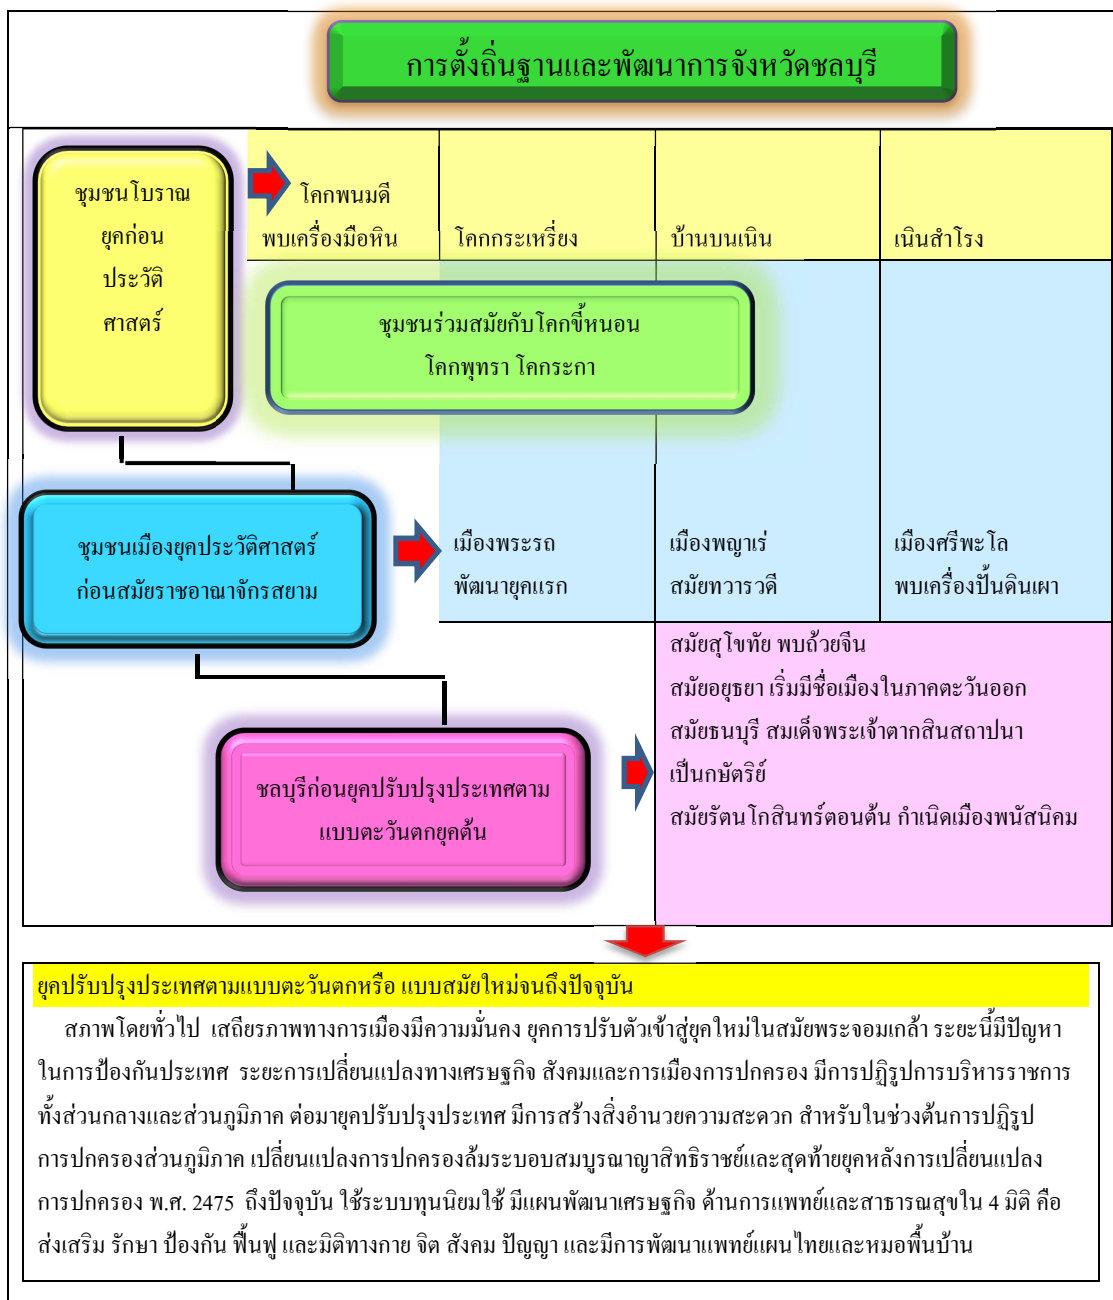 การตั้งถิ่นฐานและพัฒนาการจังหวัดชลบุรี
ชุมชนโบราณ
ยุคก่อน
ประวัติ
ศาสตร์
โคกพนมดี
พบเครื่องมือหิน
โคกกระเหรี่ยง
บ้านบนเนิน
เนินสำโรง
ชุมชนร่วมสมัยกับโคกขี้หนอน
โคกพุทรา โคกระกา
ชุมชนเมืองยุคประวัติศาสตร์
ก่อนสมัยราชอาณาจักรสยาม
เมืองพระรถ
พัฒนายุคแรก
เมืองพญาเร่
สมัยทวารวดี
เมืองศรีพะโล
พบเครื่องปั้นดินเผา
ชลบุรีก่อนยุคปรับปรุงประเทศตาม
แบบตะวันตกยุคต้น
สมัยสุโขทัย พบถ้วยจีน
สมัยอยุธยา เริ่มมีชื่อเมืองในภาคตะวันออก
สมัยธนบุรี สมเด็จพระเจ้าตากสินสถาปนา
เป็นกษัตริย์
สมัยรัตนโกสินทร์ตอนต้น กำเนิดเมืองพนัสนิคม
ยุคปรับปรุงประเทศตามแบบตะวันตกหรือ แบบสมัยใหม่จนถึงปัจจุบัน
สภาพโดยทั่วไป เสถียรภาพทางการเมืองมีความมั่นคง ยุคการปรับตัวเข้าสู่ยุคใหม่ในสมัยพระจอมเกล้า ระยะนี้มีปัญหา
ในการป้องกันประเทศ ระยะการเปลี่ยนแปลงทางเศรษฐกิจ สังคมและการเมืองการปกครอง มีการปฏิรูปการบริหารราชการ
ทั้งส่วนกลางและส่วนภูมิภาค ต่อมายุคปรับปรุงประเทศ มีการสร้างสิ่งอำนวยความสะดวก สำหรับในช่วงต้นการปฏิรูป
การปกครองส่วนภูมิภาค เปลี่ยนแปลงการปกครองล้มระบอบสมบูรณาญาสิทธิราชย์และสุดท้ายยุคหลังการเปลี่ยนแปลง
การปกครอง พ.ศ. 2475 ถึงปัจจุบัน ใช้ระบบทุนนิยมใช้ มีแผนพัฒนาเศรษฐกิจ ด้านการแพทย์และสาธารณสุขใน 4 มิติ คือ
ส่งเสริม รักษา ป้องกัน ฟื้นฟู และมิติทางกาย จิต สังคม ปัญญา และมีการพัฒนาแพทย์แผนไทยและหมอพื้นบ้าน